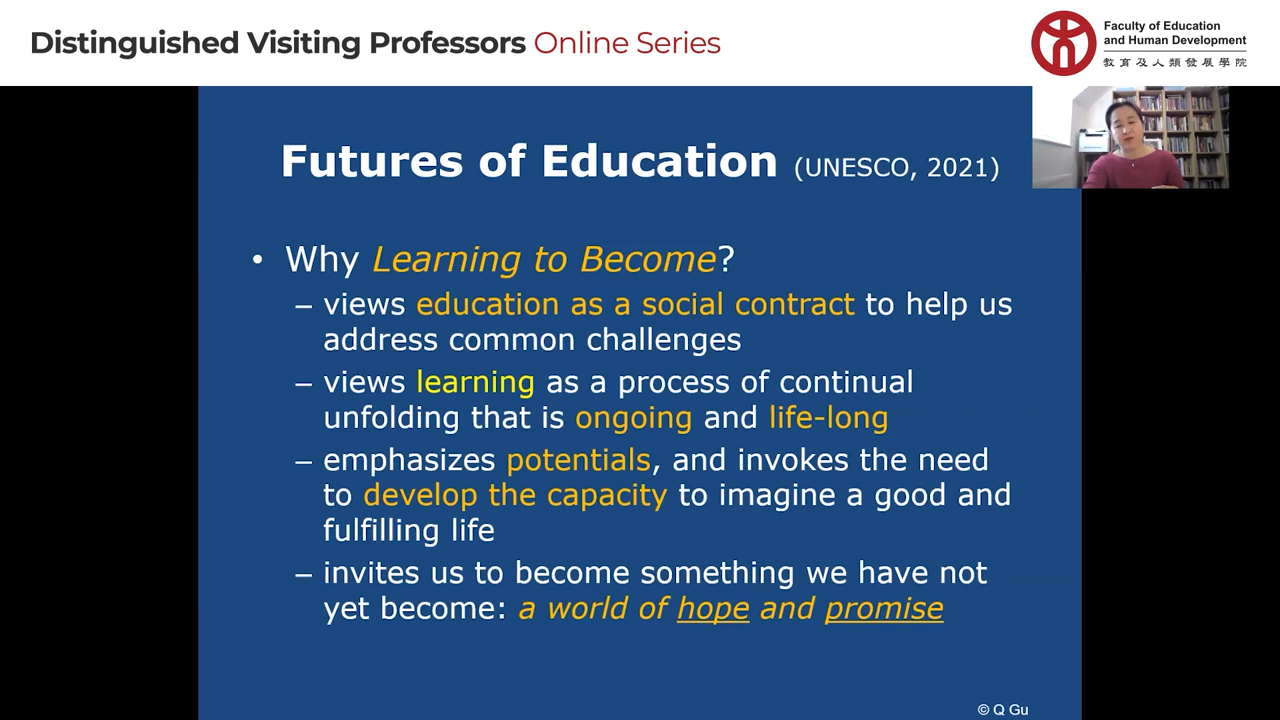 Distinguished Visiting Professors Online Series
Faculty of Education
and Human Development
教育及人類發展學院
Futures of Education (UNESCO, 2021)
• Why Learning to Become?
– views education as a social contract to help us
address common challenges
– views learning as a process of continual
unfolding that is ongoing and life-long
– emphasizes potentials, and invokes the need
to develop the capacity to imagine a good and
fulfilling life
– invites us to become something we have not
yet become: a world of hope and promise
© Q Gu